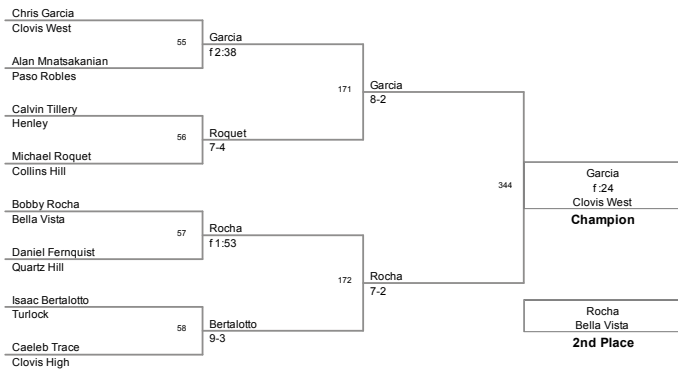 Chris Garcia
Clovis West
55
Garcia
f 2:38
Alan Mnatsakanian
Paso Robles
171
Garcia
8-2
Calvin Tillery
Henley
56
Roquet
7-4
Michael Roquet
Collins Hill
344
Garcia
f :24
Clovis West
Champion
Bobby Rocha
Bella Vista
57
Rocha
f 1:53
Daniel Fernquist
Quartz Hill
172
Rocha
7-2
Isaac Bertalotto
Turlock
58
Bertalotto
9-3
Caeleb Trace
Clovis High
Rocha
Bella Vista
2nd Place